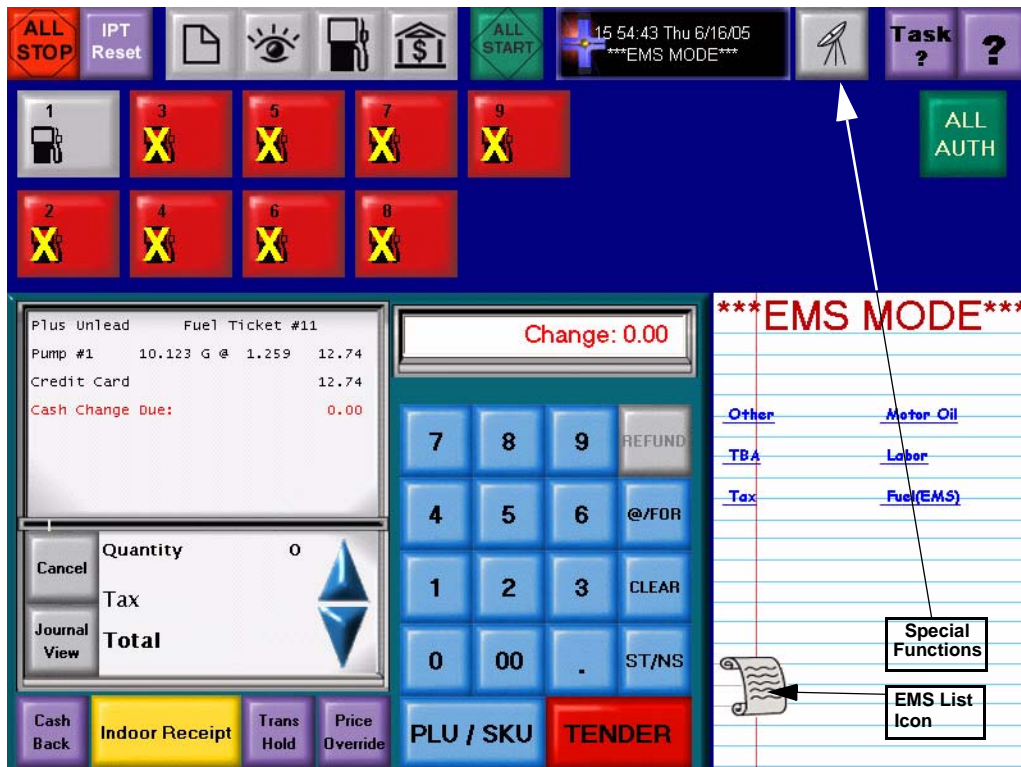 ALL STOP
IPT Reset
$
ALL START
15 54:43 Thu 6/16/05
***EMS MODE***
Task ?
?
1
3
5
7
9
ALL AUTH
2
4
6
8
X
X
X
X
X
X
X
X
Plus Unlead Fuel Ticket #11
Pump #1 10.123 G @ 1.259 12.74
Credit Card 12.74
Cash Change Due: 0.00
Change: 0.00
***EMS MODE***
Other
Motor Oil
TBA
Labor
Tax
Fuel(EMS)
7
8
9
REFUND
4
5
6
@/FOR
1
2
3
CLEAR
0
00
.
ST/NS
Cancel
Quantity 0
Tax
Journal View
Total
Special Functions
EMS List Icon
Cash Back
Indoor Receipt
Trans Hold
Price Override
PLU / SKU
TENDER